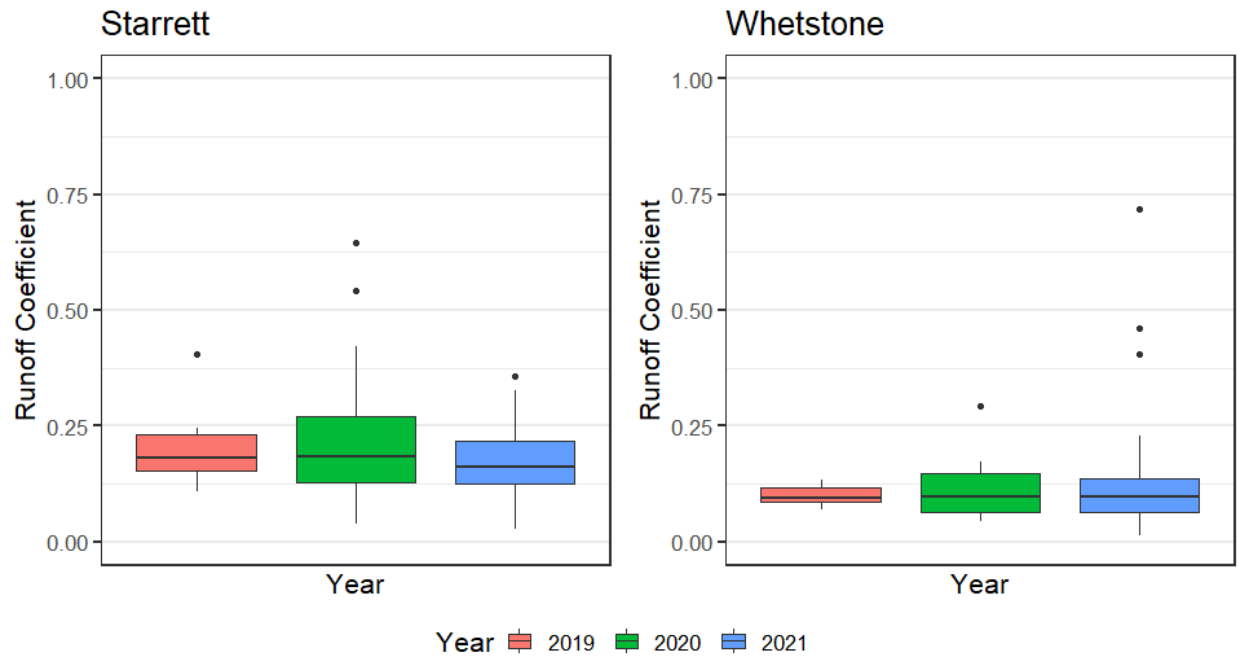 Starrett
Whetstone
1.00
0.75
0.50
0.25
0.00
Runoff Coefficient
Year
1.00
0.75
0.50
0.25
0.00
Runoff Coefficient
Year
Year 2019 2020 2021